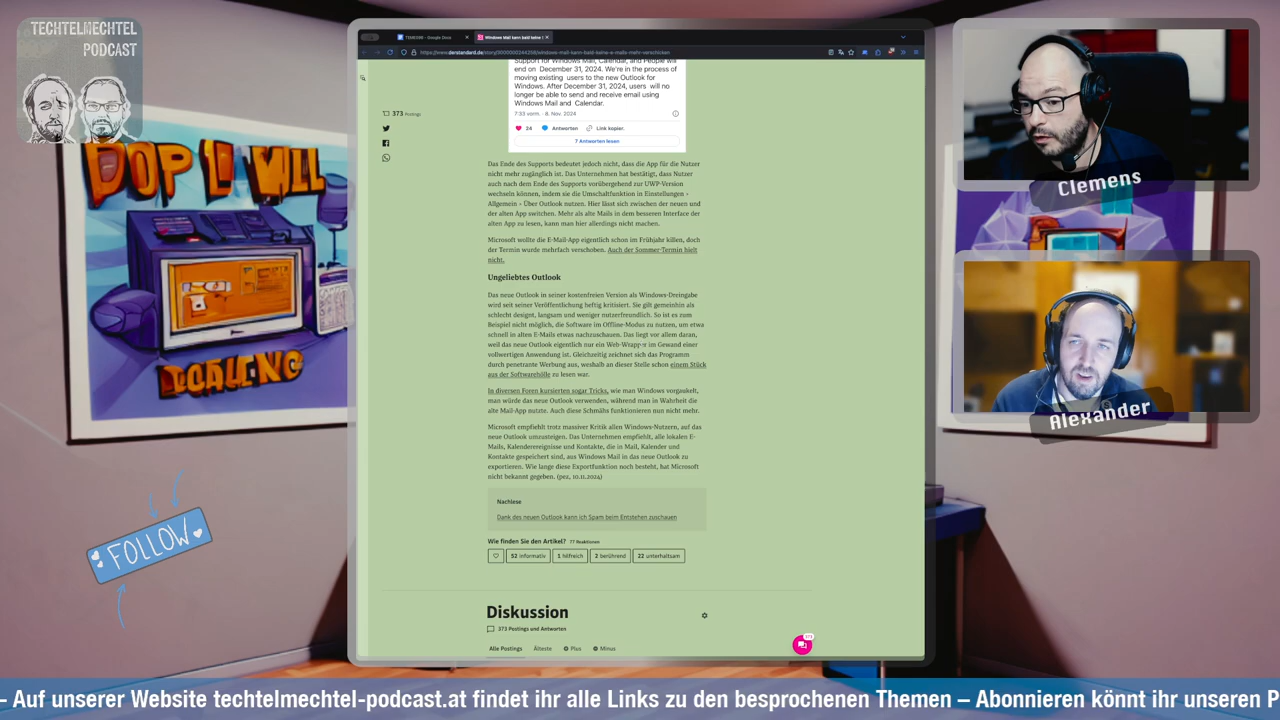 TECHTELMECHTEL
PODCAST
TSME589 - Google Docs
Windows Mail kann bald keine
Support for Windows Mail, Calendar, and People will
end on December 31, 2024. We're in the process of
moving existing users to the new Outlook for
Windows. After December 31, 2024, users will no
longer be able to send and receive email using
Windows Mail and Calendar.
7:33 vorm. · 8. Nov. 2024
24 Antworten Link kopier.
7 Antworten lesen
373 Postings
Das Ende des Supports bedeutet jedoch nicht, dass die App für die Nutzer
nicht mehr zugänglich ist. Das Unternehmen hat bestätigt, dass Nutzer
auch nach dem Ende des Supports vorübergehend zur UWP-Version
wechseln können, indem sie die Umschaltfunktion in Einstellungen >
Allgemein > Über Outlook nutzen. Hier lässt sich zwischen der neuen und
der alten App switchen. Mehr als alte Mails in dem besseren Interface der
alten App zu lesen, kann man hier allerdings nicht machen.
Microsoft wollte die E-Mail-App eigentlich schon im Frühjahr killen, doch
der Termin wurde mehrfach verschoben. Auch der Sommer-Termin hielt
nicht.
Ungeliebtes Outlook
Das neue Outlook in seiner kostenfreien Version als Windows-Dreingabe
wird seit seiner Veröffentlichung heftig kritisiert. Sie gilt gemeinhin als
schlecht designt, langsam und weniger nutzerfreundlich. So ist es zum
Beispiel nicht möglich, die Software im Offline-Modus zu nutzen, um etwa
schnell in alten E-Mails etwas nachzuschauen. Das liegt vor allem daran,
weil das neue Outlook eigentlich nur ein Web-Wrapper im Gewand einer
vollwertigen Anwendung ist. Gleichzeitig zeichnet sich das Programm
durch penetrante Werbung aus, weshalb an dieser Stelle schon einem Stück
aus der Softwarehölle zu lesen war.
In diversen Foren kursierten sogar Tricks, wie man Windows vorgaukelt,
man würde das neue Outlook verwenden, während man in Wahrheit die
alte Mail-App nutzte. Auch diese Schmähs funktionieren nun nicht mehr.
Microsoft empfiehlt trotz massiver Kritik allen Windows-Nutzern, auf das
neue Outlook umzusteigen. Das Unternehmen empfiehlt, alle lokalen E-
Mails, Kalenderereignisse und Kontakte, die in Mail, Kalender und
Kontakte gespeichert sind, aus Windows Mail in das neue Outlook zu
exportieren. Wie lange diese Exportfunktion noch besteht, hat Microsoft
nicht bekannt gegeben. (pez, 10.11.2024)
Nachlese
Dank des neuen Outlook kann ich Spam beim Entstehen zuschauen
Wie finden Sie den Artikel? 77 Reaktionen
52 informativ 1 hilfreich 2 berührend 22 unterhaltsam
Diskussion
373 Postings und Antworten
Alle Postings Älteste Plus Minus
Clemens
Alexander
FOLLOW
– Auf unserer Website techtelmechtel-podcast.at findet ihr alle Links zu den besprochenen Themen – Abonnieren könnt ihr unseren P